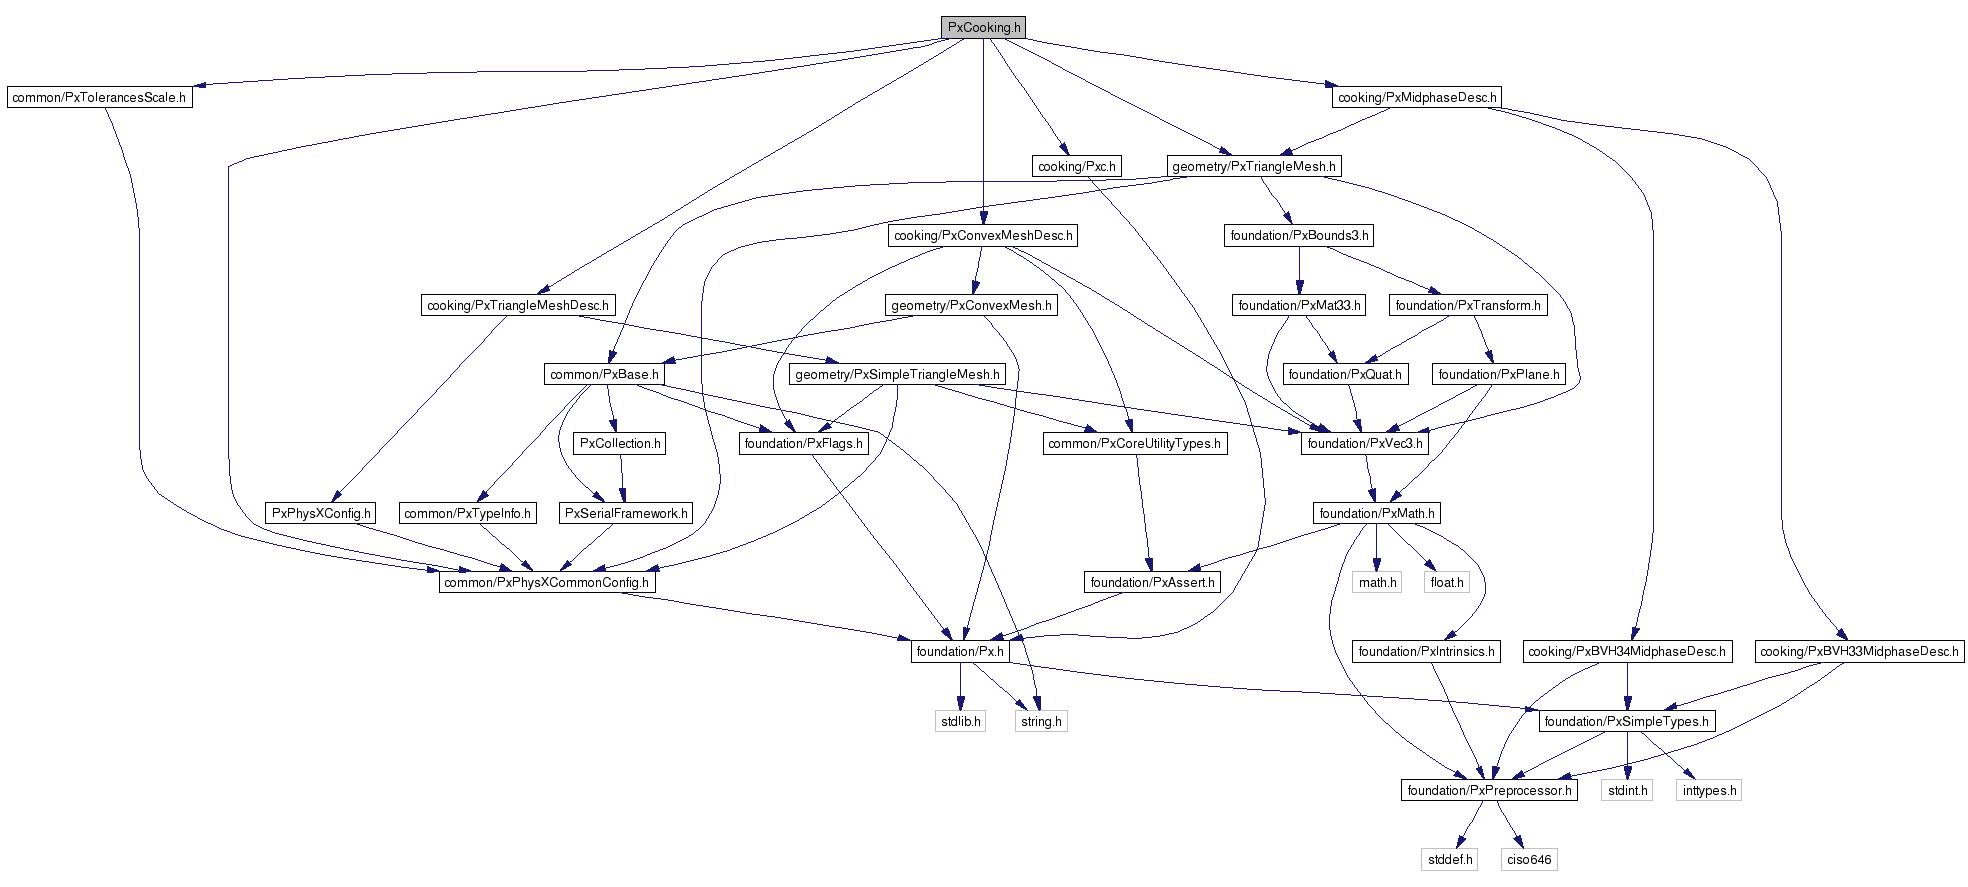 PxCooking.h
common/PxTolerancesScale.h
cooking/PxMidphaseDesc.h
cooking/Pxc.h
geometry/PxTriangleMesh.h
cooking/PxConvexMeshDesc.h
foundation/PxBounds3.h
cooking/PxTriangleMeshDesc.h
geometry/PxConvexMesh.h
foundation/PxMat33.h
foundation/PxTransform.h
common/PxBase.h
geometry/PxSimpleTriangleMesh.h
foundation/PxQuat.h
foundation/PxPlane.h
PxCollection.h
foundation/PxFlags.h
common/PxCoreUtilityTypes.h
foundation/PxVec3.h
PxPhysXConfig.h
common/PxTypeInfo.h
PxSerialFramework.h
foundation/PxMath.h
common/PxPhysXCommonConfig.h
foundation/PxAssert.h
math.h
float.h
foundation/Px.h
foundation/PxIntrinsics.h
cooking/PxBVH34MidphaseDesc.h
cooking/PxBVH33MidphaseDesc.h
stdlib.h
string.h
foundation/PxSimpleTypes.h
foundation/PxPreprocessor.h
stdint.h
inttypes.h
stddef.h
ciso646